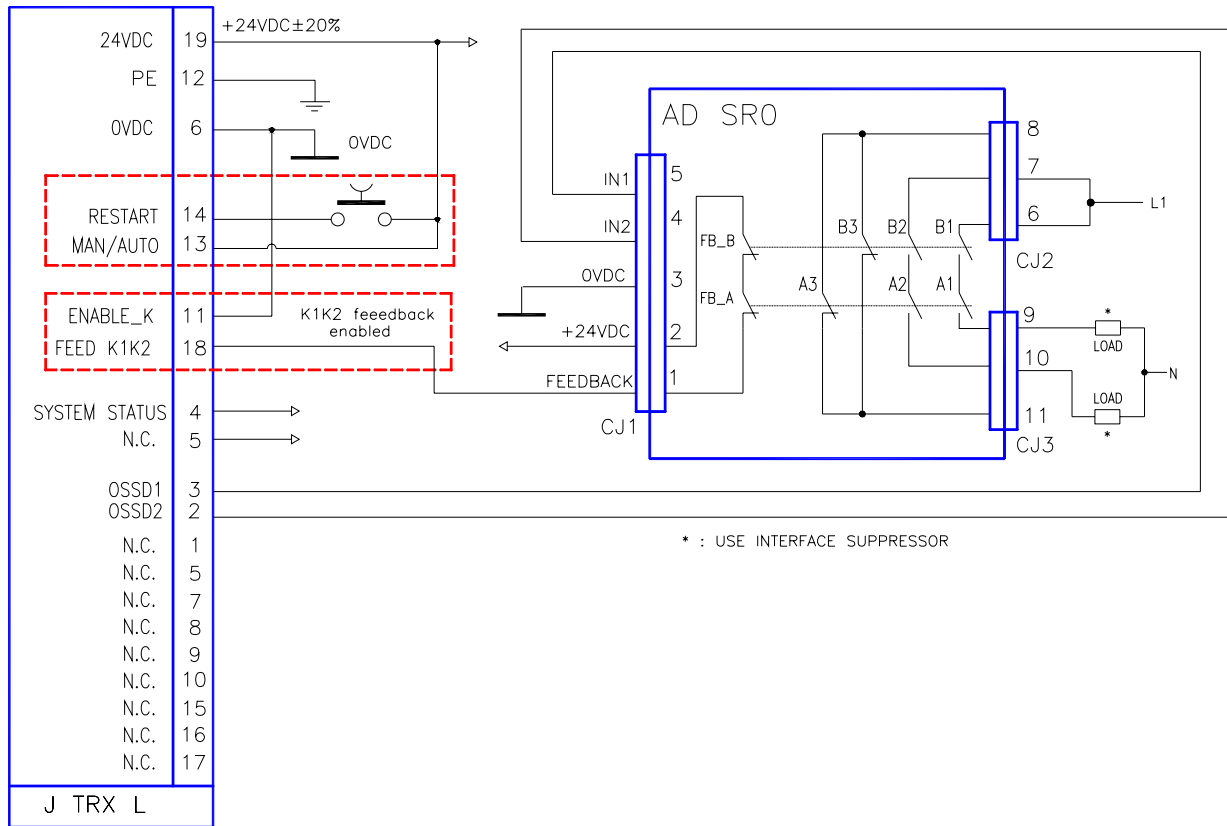 +24VDC±20%
24VDC 19
PE 12
0VDC 6
0VDC
RESTART 14
MAN/AUTO 13
ENABLE_K 11
K1K2 feeedback
enabled
FEED K1K2 18
SYSTEM STATUS 4
N.C. 5
OSSD1 3
OSSD2 2
N.C. 1
N.C. 5
N.C. 7
N.C. 8
N.C. 9
N.C. 10
N.C. 15
N.C. 16
N.C. 17
J TRX L
AD SR0
IN1 5
IN2 4
0VDC 3
+24VDC 2
FEEDBACK 1
CJ1
FB_B
FB_A
B3 B2 B1
A3 A2 A1
8
7
6
L1
CJ2
9
10
11
CJ3
*
LOAD
N
LOAD
*
* : USE INTERFACE SUPPRESSOR